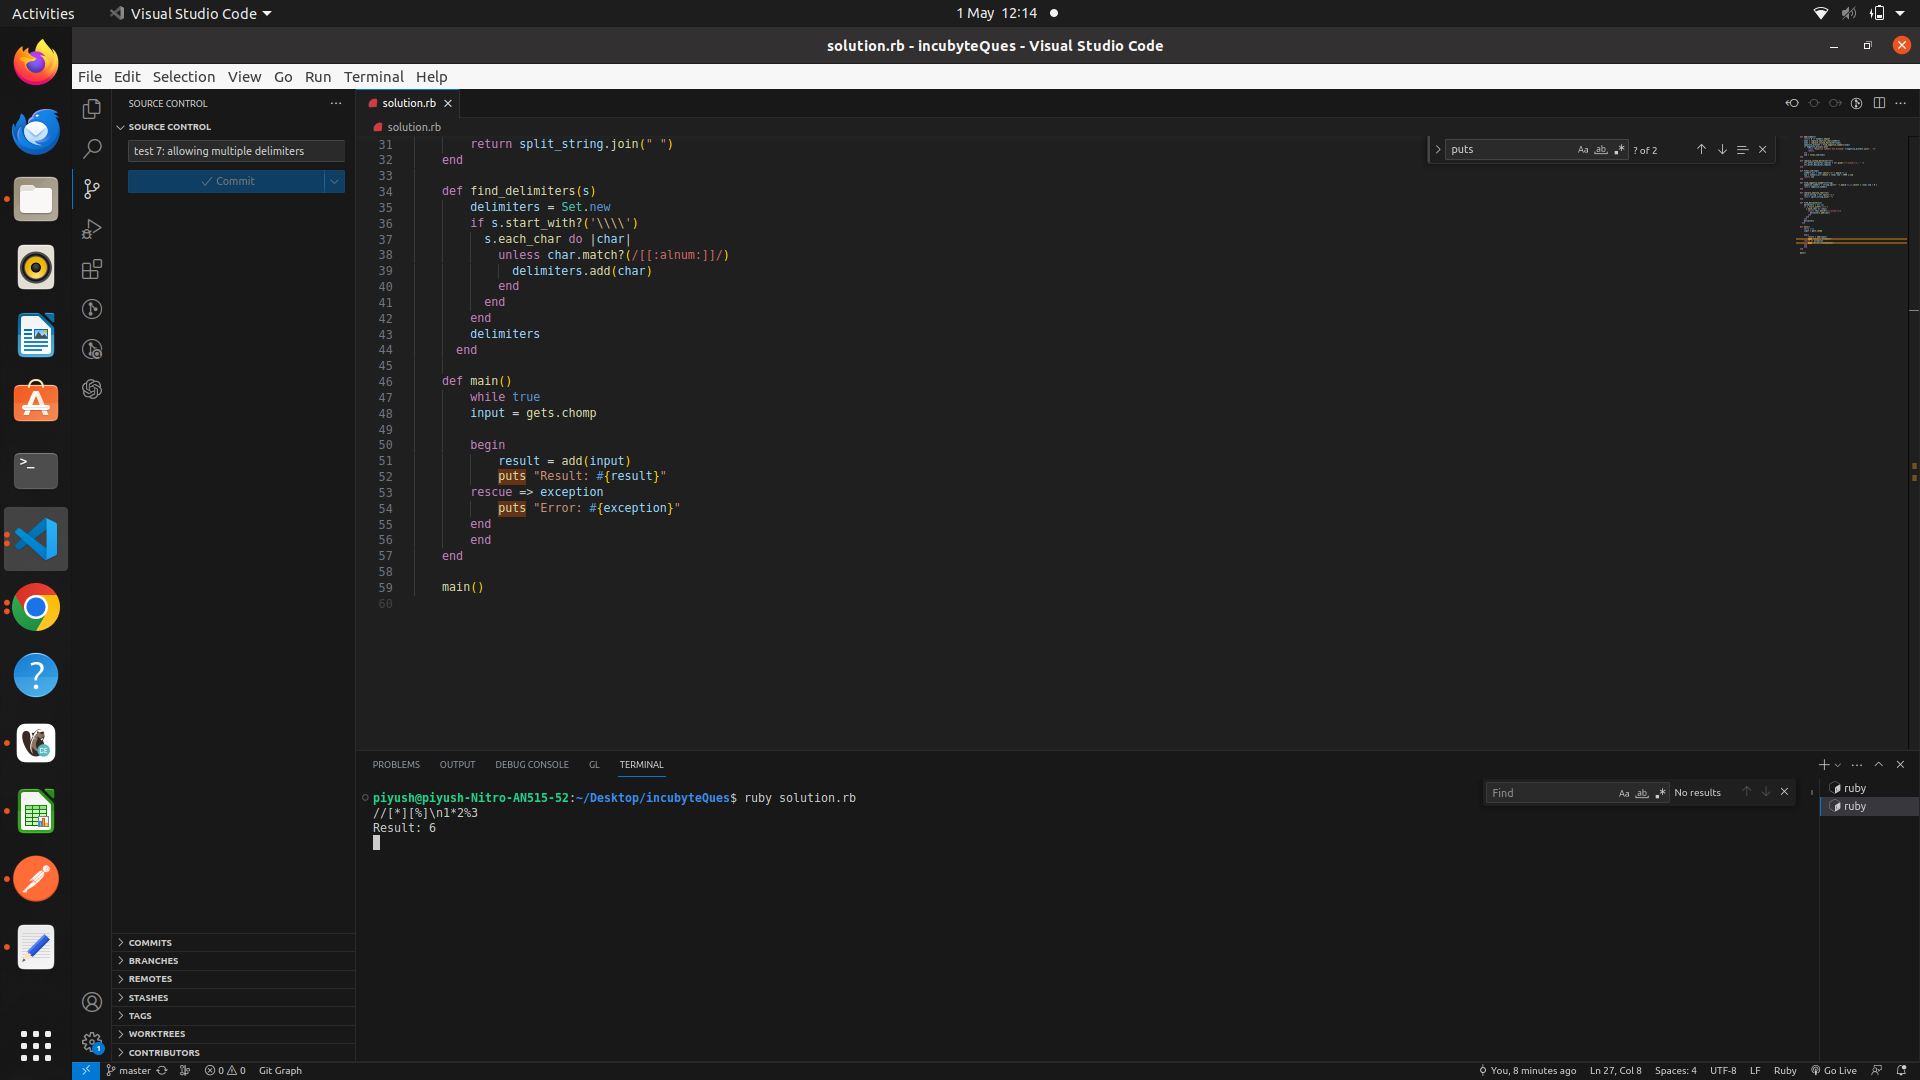 Activities
Visual Studio Code
1 May 12:14
solution.rb - incubyteQues - Visual Studio Code
File Edit Selection View Go Run Terminal Help
SOURCE CONTROL
SOURCE CONTROL
test 7: allowing multiple delimiters
Commit
COMMITS
BRANCHES
REMOTES
STASHES
TAGS
WORKTREES
CONTRIBUTORS
solution.rb
solution.rb
puts
Aa ab
? of 2
31 return split_string.join(" ")
32 end
33
34 def find_delimiters(s)
35 delimiters = Set.new
36 if s.start_with?('\\\\')
37 s.each_char do |char|
38 unless char.match?(/[[:alnum:]]/)
39 delimiters.add(char)
40 end
41 end
42 end
43 delimiters
44 end
45
46 def main()
47 while true
48 input = gets.chomp
49
50 begin
51 result = add(input)
52 puts "Result: #{result}"
53 rescue => exception
54 puts "Error: #{exception}"
55 end
56 end
57 end
58
59 main()
60
PROBLEMS OUTPUT DEBUG CONSOLE GL TERMINAL
piyush@piyush-Nitro-AN515-52:~/Desktop/incubyteQues$ ruby solution.rb
//[*][%]\n1*2%3
Result: 6
Find
Aa ab
No results
ruby
ruby
master
0 0
Git Graph
You, 8 minutes ago
Ln 27, Col 8
Spaces: 4
UTF-8
LF
Ruby
Go Live